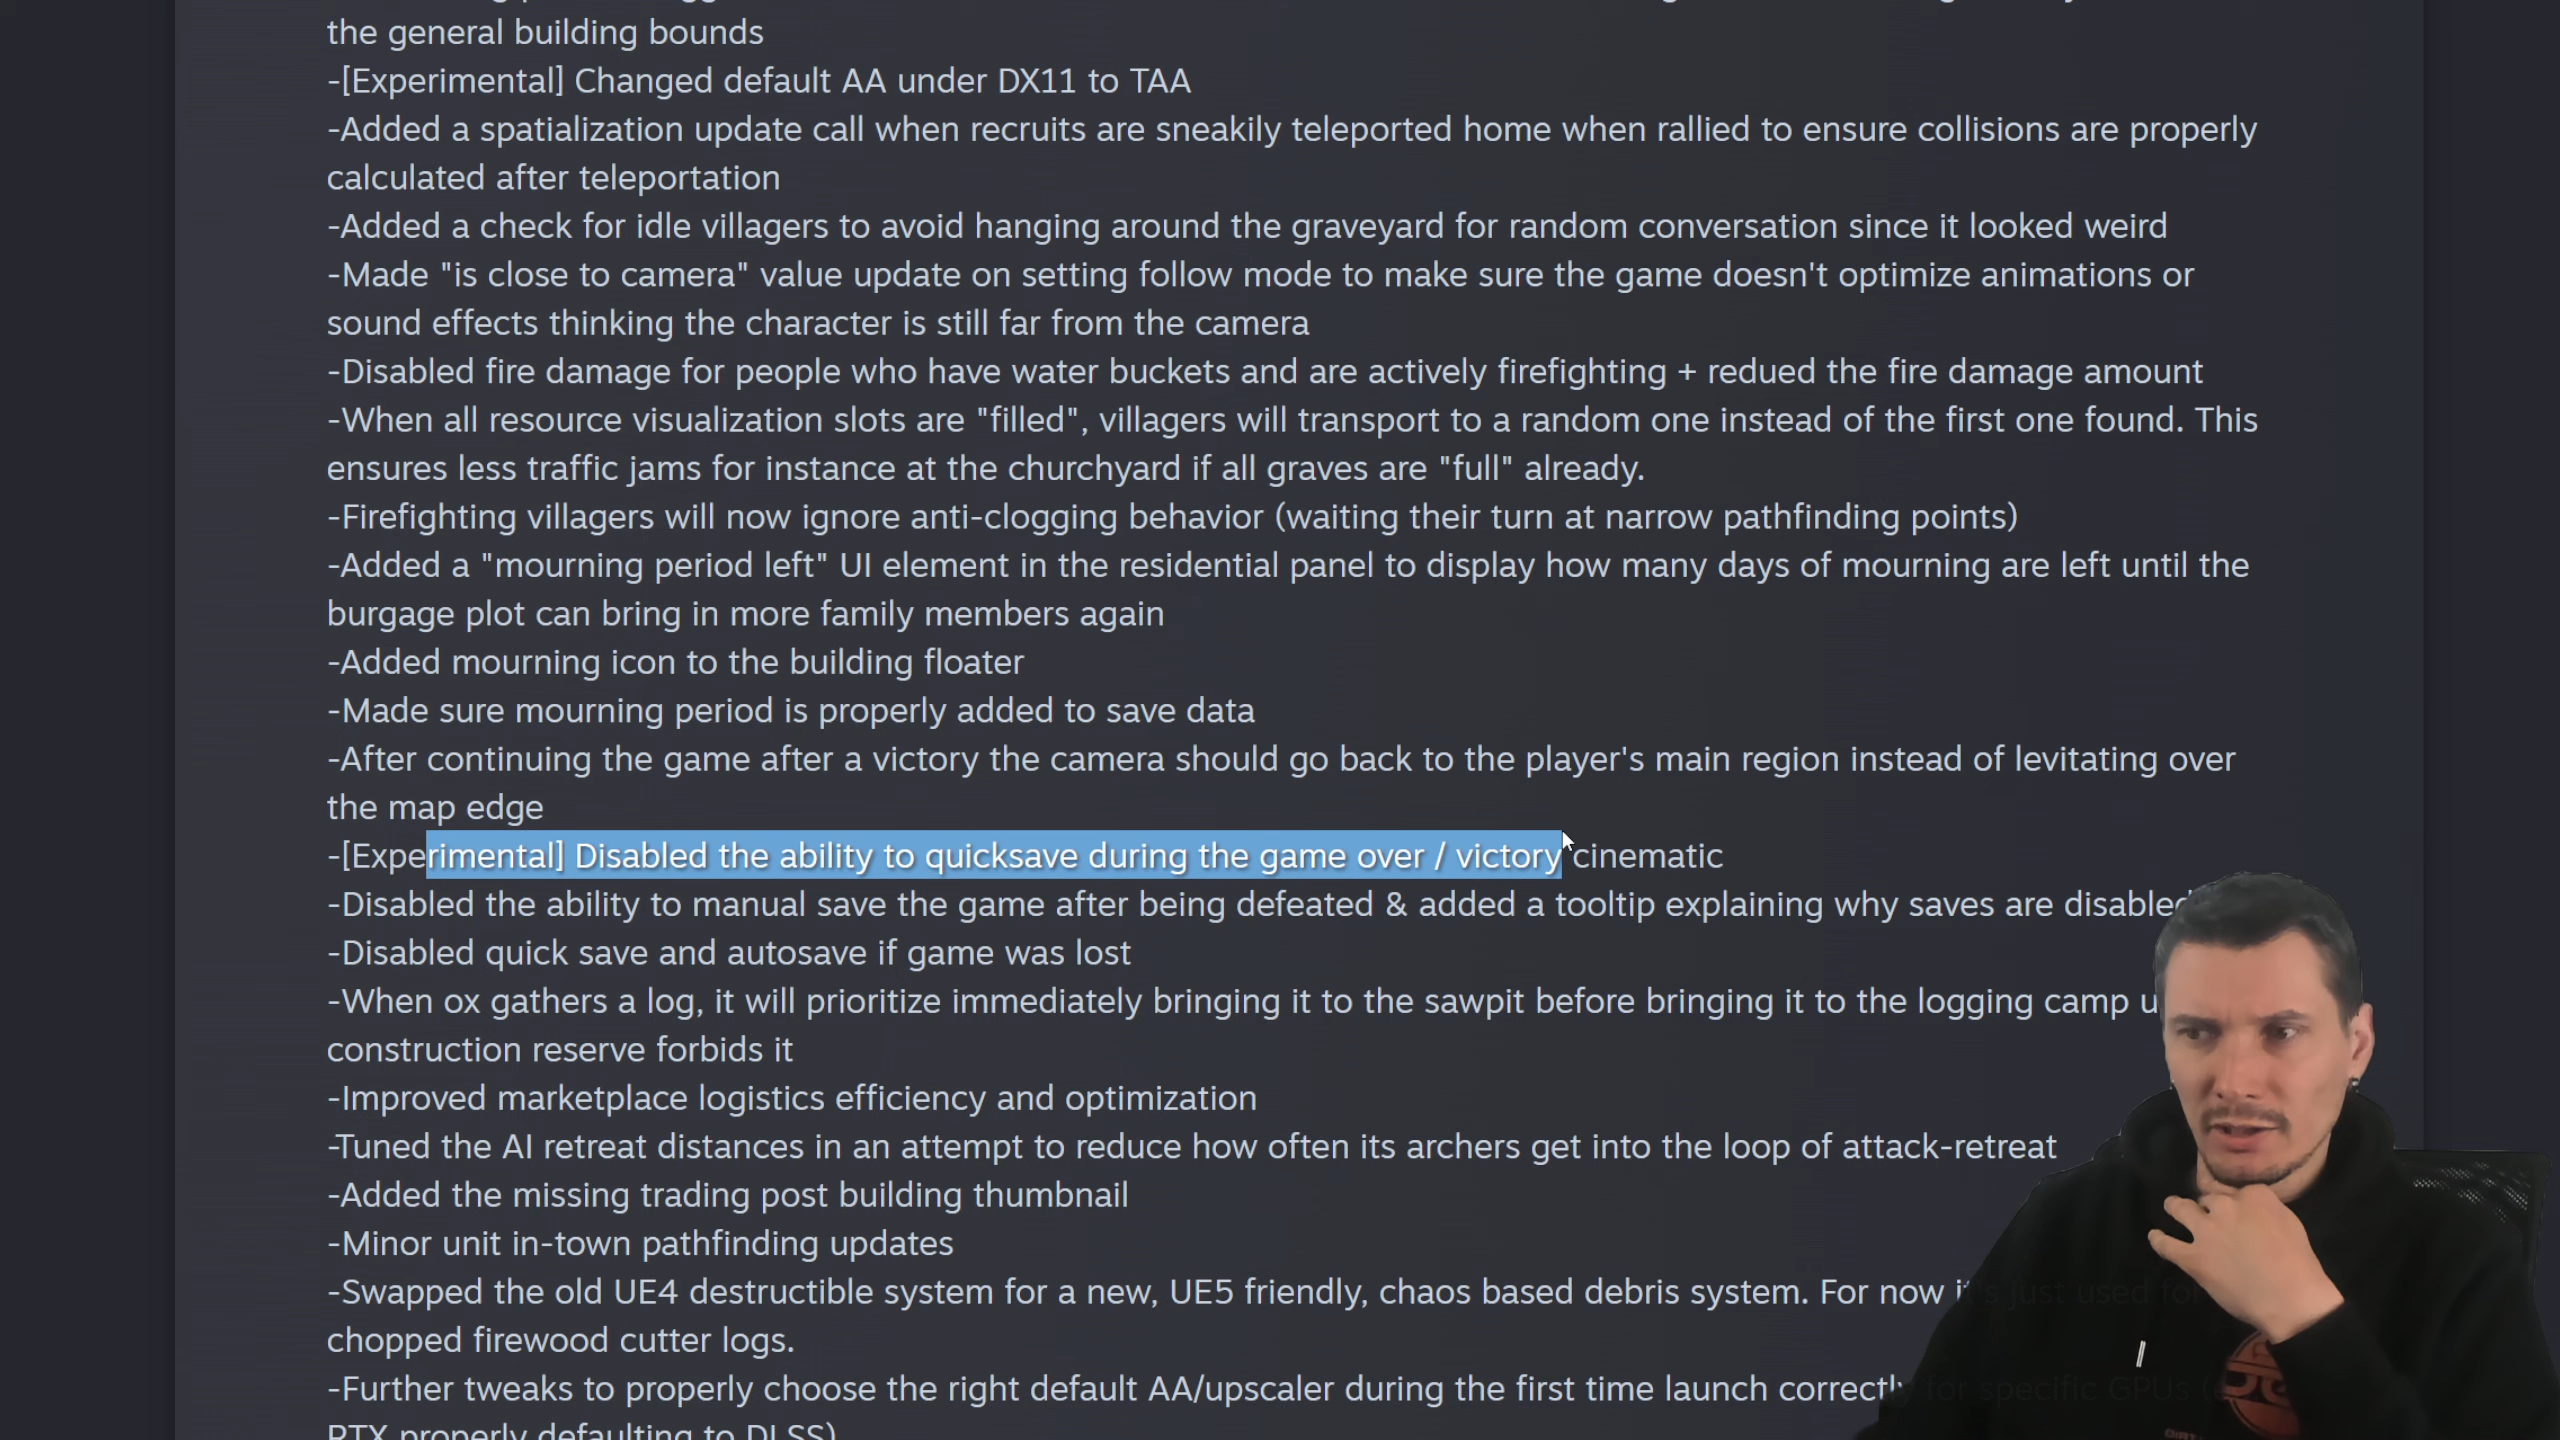 the general building bounds
-[Experimental] Changed default AA under DX11 to TAA
-Added a spatialization update call when recruits are sneakily teleported home when rallied to ensure collisions are properly
calculated after teleportation
-Added a check for idle villagers to avoid hanging around the graveyard for random conversation since it looked weird
-Made "is close to camera" value update on setting follow mode to make sure the game doesn't optimize animations or
sound effects thinking the character is still far from the camera
-Disabled fire damage for people who have water buckets and are actively firefighting + redued the fire damage amount
-When all resource visualization slots are "filled", villagers will transport to a random one instead of the first one found. This
ensures less traffic jams for instance at the churchyard if all graves are "full" already.
-Firefighting villagers will now ignore anti-clogging behavior (waiting their turn at narrow pathfinding points)
-Added a "mourning period left" UI element in the residential panel to display how many days of mourning are left until the
burgage plot can bring in more family members again
-Added mourning icon to the building floater
-Made sure mourning period is properly added to save data
-After continuing the game after a victory the camera should go back to the player's main region instead of levitating over
the map edge
-[Experimental] Disabled the ability to quicksave during the game over / victory cinematic
-Disabled the ability to manual save the game after being defeated & added a tooltip explaining why saves are disabled
-Disabled quick save and autosave if game was lost
-When ox gathers a log, it will prioritize immediately bringing it to the sawpit before bringing it to the logging camp
construction reserve forbids it
-Improved marketplace logistics efficiency and optimization
-Tuned the AI retreat distances in an attempt to reduce how often its archers get into the loop of attack-retreat
-Added the missing trading post building thumbnail
-Minor unit in-town pathfinding updates
-Swapped the old UE4 destructible system for a new, UE5 friendly, chaos based debris system. For now it's just used for
chopped firewood cutter logs.
-Further tweaks to properly choose the right default AA/upscaler during the first time launch correctly for specific GPUs
RTX properly defaulting to DLSS)